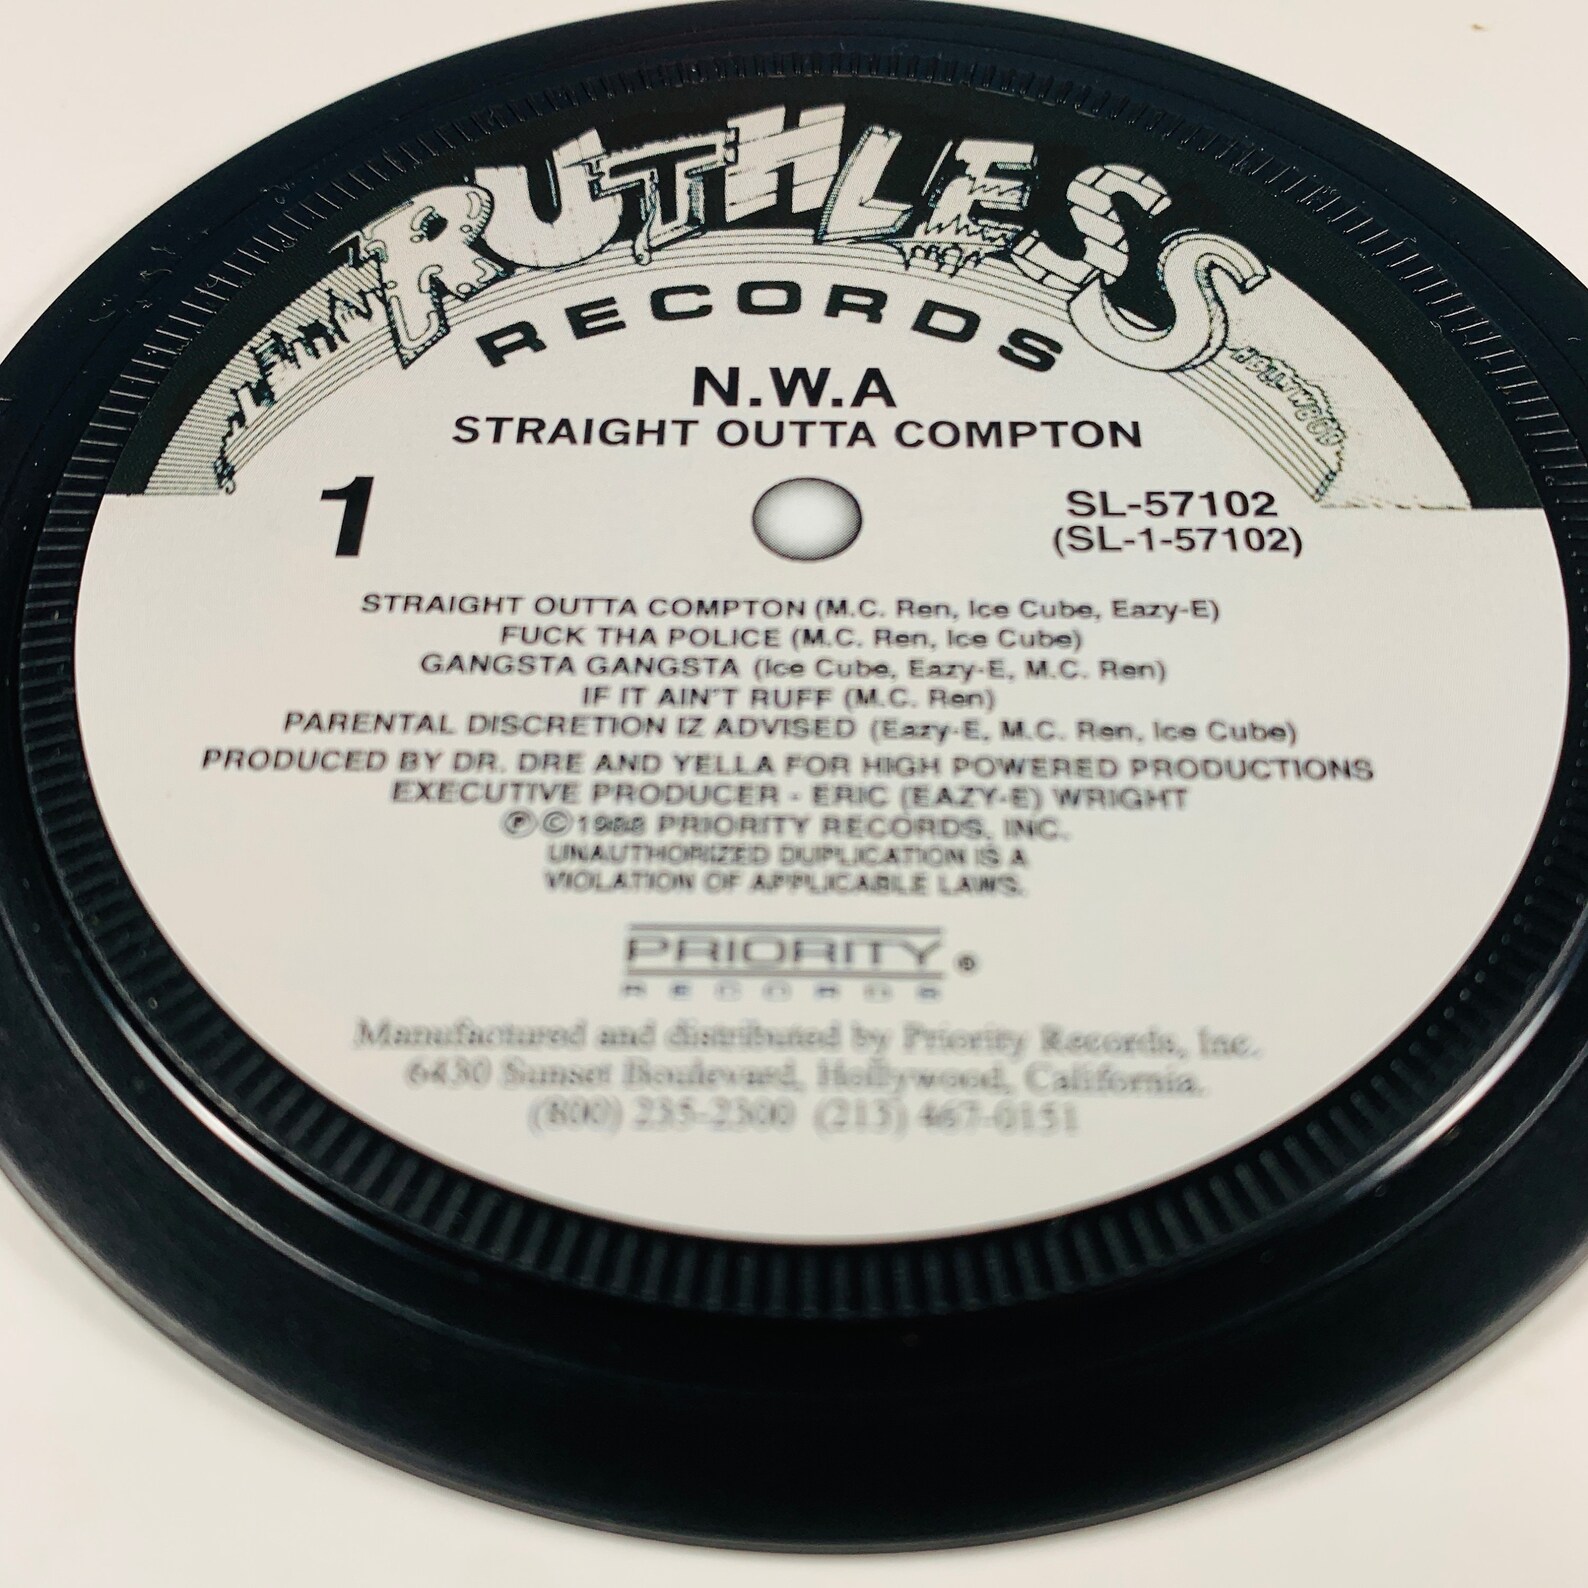 RUTHLESS
RECORDS
N.W.A
STRAIGHT OUTTA COMPTON
1
SL-57102
(SL-1-57102)
STRAIGHT OUTTA COMPTON (M.C. Ren, Ice Cube, Eazy-E)
FUCK THA POLICE (M.C. Ren, Ice Cube)
GANGSTA GANGSTA (Ice Cube, Eazy-E, M.C. Ren)
IF IT AIN'T RUFF (M.C. Ren)
PARENTAL DISCRETION IZ ADVISED (Eazy-E, M.C. Ren, Ice Cube)
PRODUCED BY DR. DRE AND YELLA FOR HIGH POWERED PRODUCTIONS
EXECUTIVE PRODUCER - ERIC (EAZY-E) WRIGHT
℗©1988 PRIORITY RECORDS, INC.
UNAUTHORIZED DUPLICATION IS A
VIOLATION OF APPLICABLE LAWS.
PRIORITY ®
RECORDS
Manufactured and distributed by Priority Records, Inc.
6430 Sunset Boulevard, Hollywood, California.
(800) 235-2300 (213) 467-0151